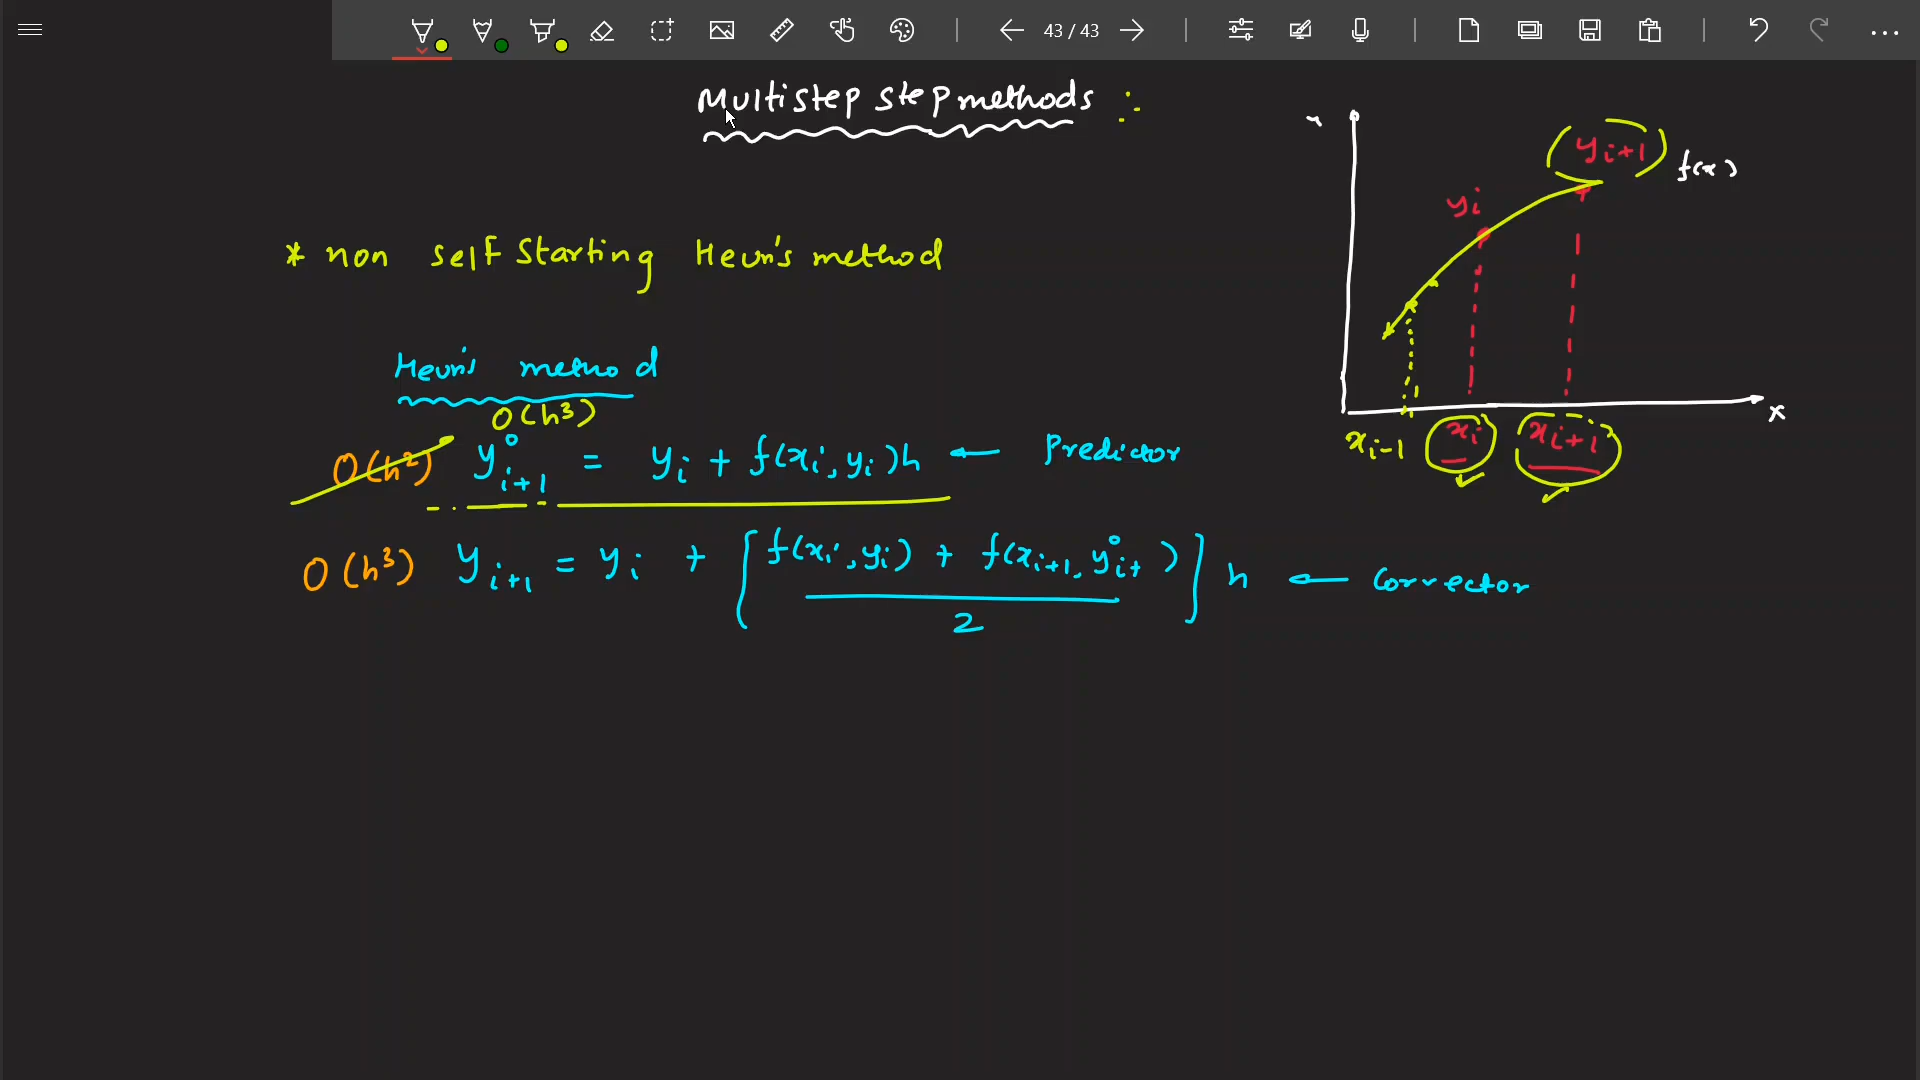 43 / 43
Multistep step methods :-
* non self starting Heun's method
Heun's method
O(h³)
O(h²) y⁰ᵢ₊₁ = yᵢ + f(xᵢ, yᵢ)h ← Predictor
O(h³) yᵢ₊₁ = yᵢ + [f(xᵢ, yᵢ) + f(xᵢ₊₁, y⁰ᵢ₊) / 2] h ← Corrector
yᵢ₊₁
f(x)
yᵢ
xᵢ₋₁ xᵢ xᵢ₊₁ x